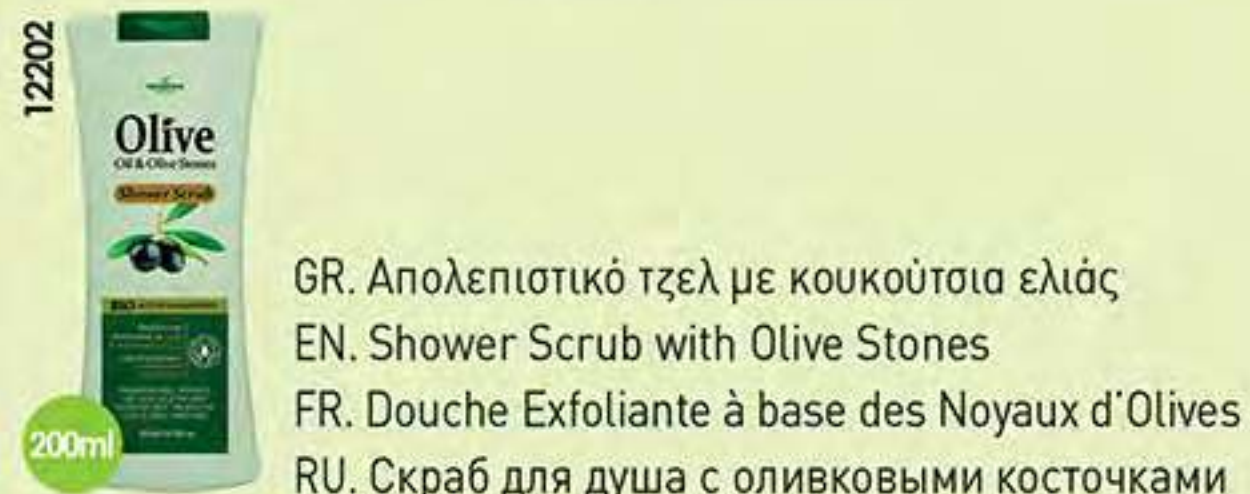 12202
Olive
Oil & Olive Stones
Shower Scrub
BIO
200ml
GR. Απολεπιστικό τζελ με κουκούτσια ελιάς
EN. Shower Scrub with Olive Stones
FR. Douche Exfoliante à base des Noyaux d'Olives
RU. Скраб для душа с оливковыми косточками